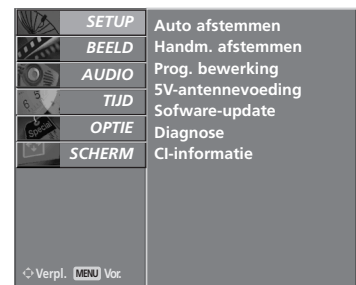 SETUP
BEELD
AUDIO
TIJD
OPTIE
SCHERM
Auto afstemmen
Handm. afstemmen
Prog. bewerking
5V-antennevoeding
Sofware-update
Diagnose
CI-informatie
Verpl. MENU Vor.